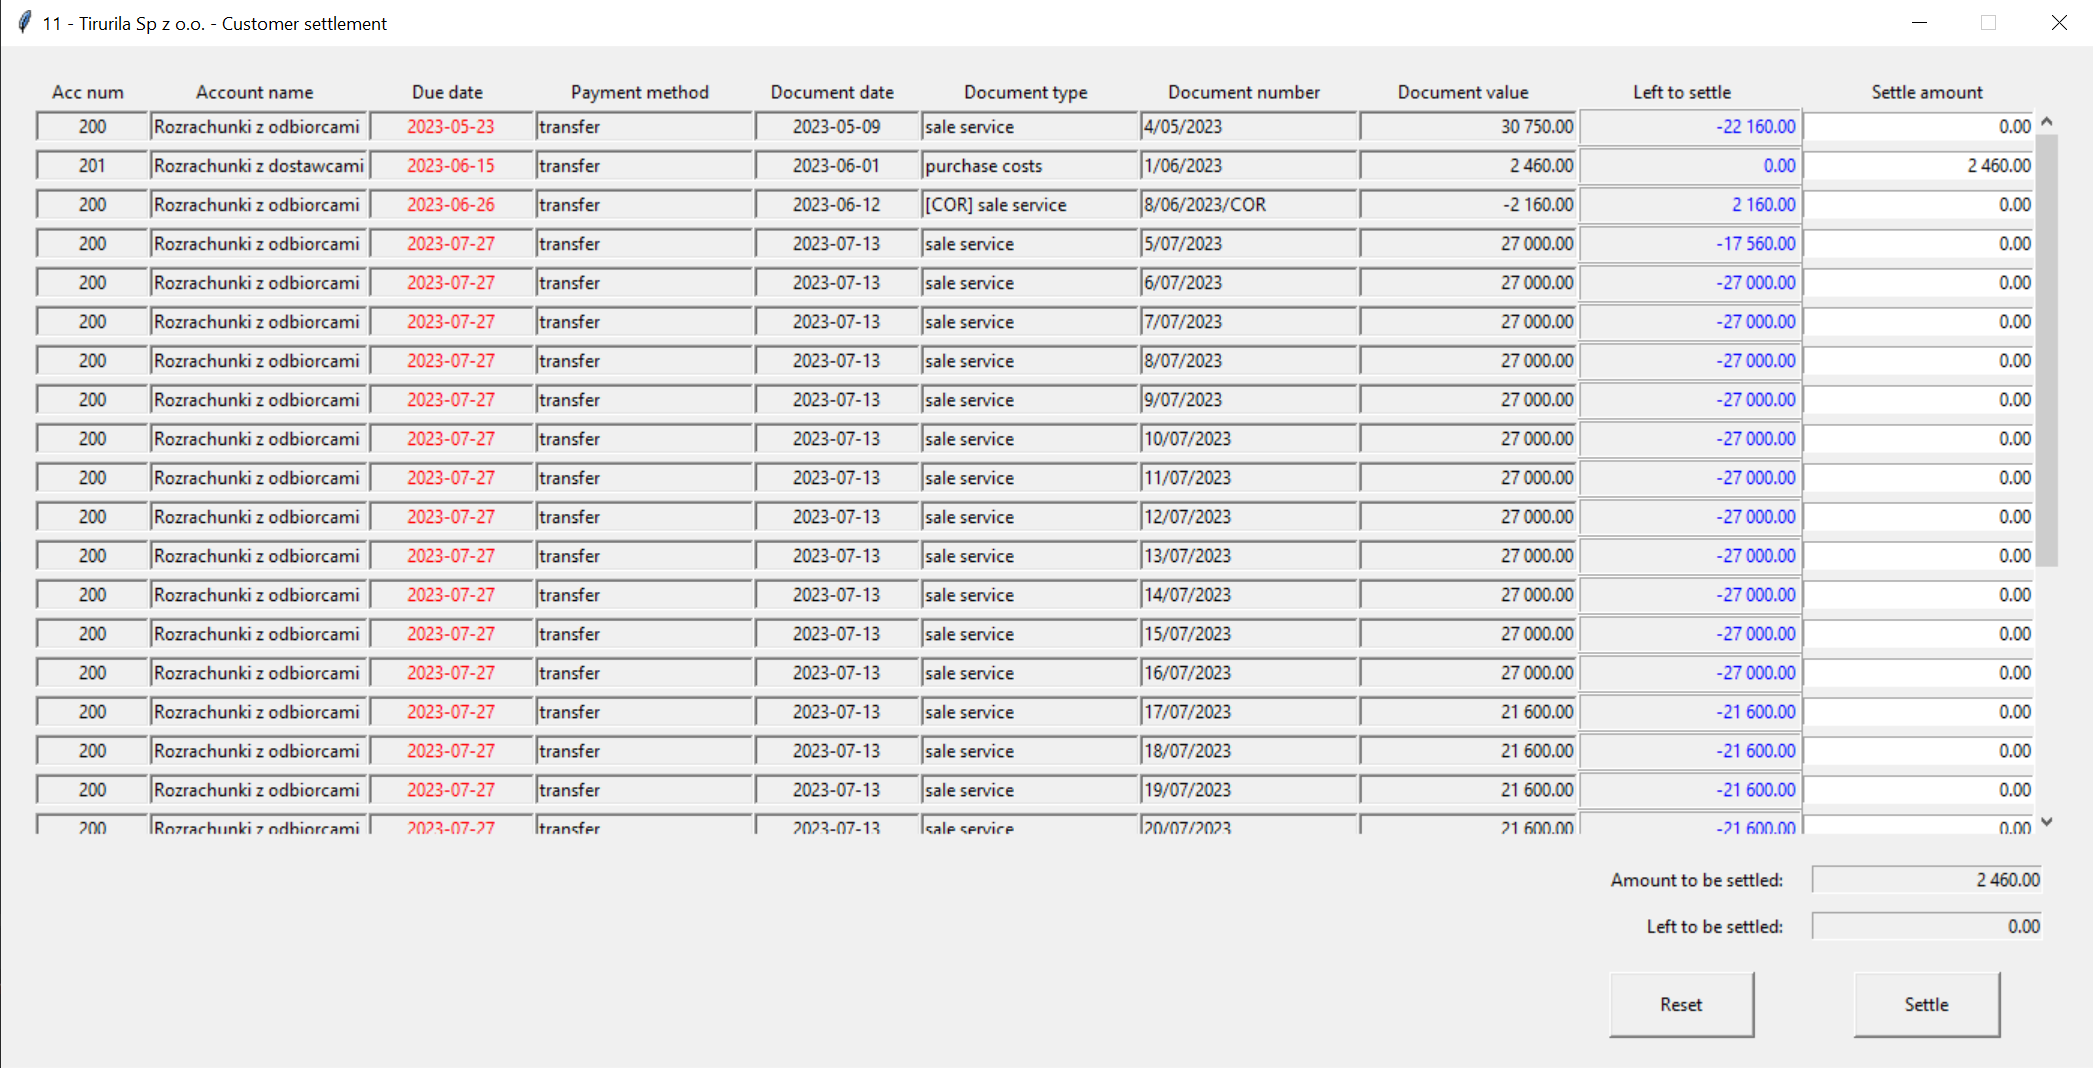 11 - Tirurila Sp z o.o. - Customer settlement
Acc num Account name Due date Payment method Document date Document type Document number Document value Left to settle Settle amount
200 Rozrachunki z odbiorcami 2023-05-23 transfer 2023-05-09 sale service 4/05/2023 30 750.00 -22 160.00 0.00
201 Rozrachunki z dostawcami 2023-06-15 transfer 2023-06-01 purchase costs 1/06/2023 2 460.00 0.00 2 460.00
200 Rozrachunki z odbiorcami 2023-06-26 transfer 2023-06-12 [COR] sale service 8/06/2023/COR -2 160.00 2 160.00 0.00
200 Rozrachunki z odbiorcami 2023-07-27 transfer 2023-07-13 sale service 5/07/2023 27 000.00 -17 560.00 0.00
200 Rozrachunki z odbiorcami 2023-07-27 transfer 2023-07-13 sale service 6/07/2023 27 000.00 -27 000.00 0.00
200 Rozrachunki z odbiorcami 2023-07-27 transfer 2023-07-13 sale service 7/07/2023 27 000.00 -27 000.00 0.00
200 Rozrachunki z odbiorcami 2023-07-27 transfer 2023-07-13 sale service 8/07/2023 27 000.00 -27 000.00 0.00
200 Rozrachunki z odbiorcami 2023-07-27 transfer 2023-07-13 sale service 9/07/2023 27 000.00 -27 000.00 0.00
200 Rozrachunki z odbiorcami 2023-07-27 transfer 2023-07-13 sale service 10/07/2023 27 000.00 -27 000.00 0.00
200 Rozrachunki z odbiorcami 2023-07-27 transfer 2023-07-13 sale service 11/07/2023 27 000.00 -27 000.00 0.00
200 Rozrachunki z odbiorcami 2023-07-27 transfer 2023-07-13 sale service 12/07/2023 27 000.00 -27 000.00 0.00
200 Rozrachunki z odbiorcami 2023-07-27 transfer 2023-07-13 sale service 13/07/2023 27 000.00 -27 000.00 0.00
200 Rozrachunki z odbiorcami 2023-07-27 transfer 2023-07-13 sale service 14/07/2023 27 000.00 -27 000.00 0.00
200 Rozrachunki z odbiorcami 2023-07-27 transfer 2023-07-13 sale service 15/07/2023 27 000.00 -27 000.00 0.00
200 Rozrachunki z odbiorcami 2023-07-27 transfer 2023-07-13 sale service 16/07/2023 27 000.00 -27 000.00 0.00
200 Rozrachunki z odbiorcami 2023-07-27 transfer 2023-07-13 sale service 17/07/2023 21 600.00 -21 600.00 0.00
200 Rozrachunki z odbiorcami 2023-07-27 transfer 2023-07-13 sale service 18/07/2023 21 600.00 -21 600.00 0.00
200 Rozrachunki z odbiorcami 2023-07-27 transfer 2023-07-13 sale service 19/07/2023 21 600.00 -21 600.00 0.00
200 Rozrachunki z odbiorcami 2023-07-27 transfer 2023-07-13 sale service 20/07/2023 21 600.00 -21 600.00 0.00
Amount to be settled: 2 460.00
Left to be settled: 0.00
Reset Settle